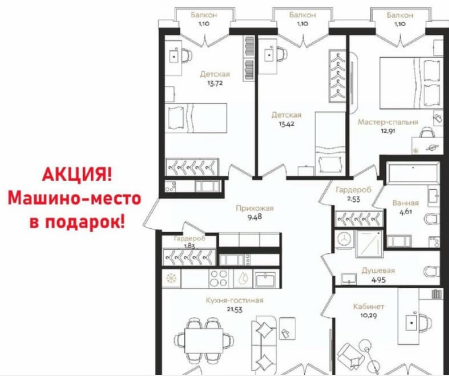 Балкон
1,10
Балкон
1,10
Балкон
1,10
Детская
13,72
Детская
13,42
Мастер-спальня
12,91
АКЦИЯ!
Машино-место
в подарок!
Гардероб
2,53
Ванная
4,61
Прихожая
9,48
Гардероб
1,83
Душевая
4,95
Кухня-гостиная
21,53
Кабинет
10,29